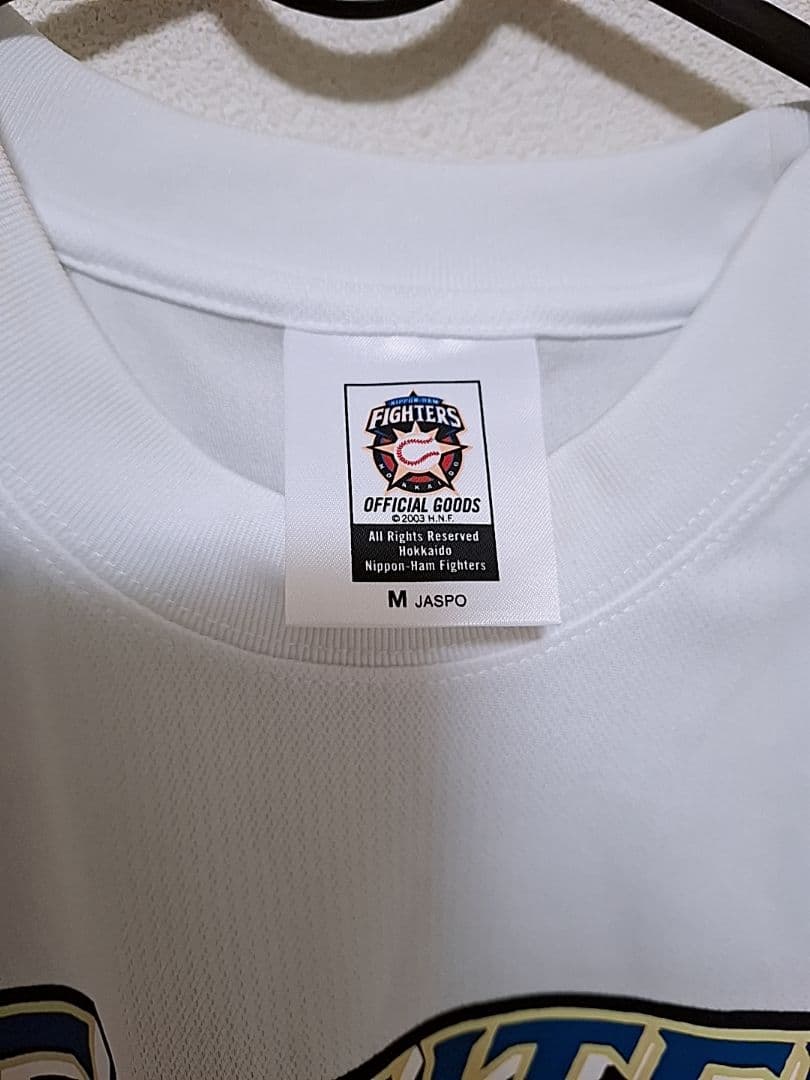 NIPPON-HAM
FIGHTERS
HOKKAIDO
OFFICIAL GOODS
©2003 H.N.F.
All Rights Reserved
Hokkaido
Nippon-Ham Fighters
M JASPO